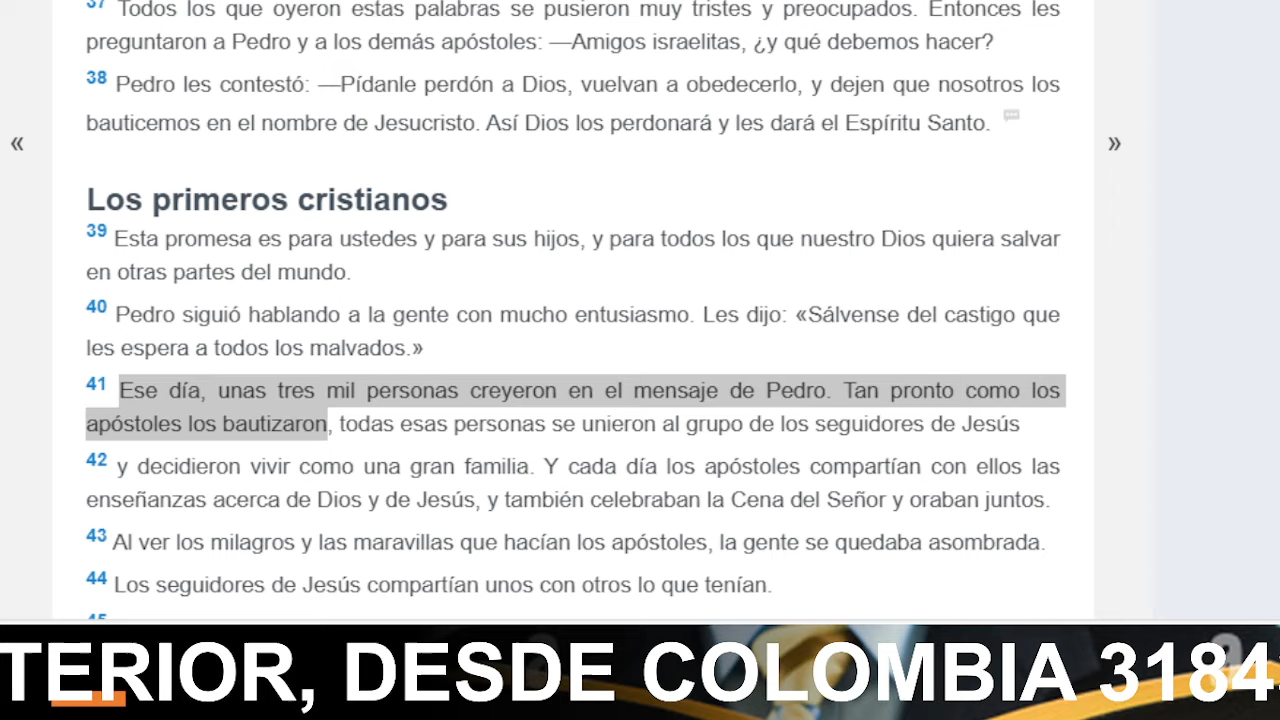 37 Todos los que oyeron estas palabras se pusieron muy tristes y preocupados. Entonces les
preguntaron a Pedro y a los demás apóstoles: —Amigos israelitas, ¿y qué debemos hacer?
38 Pedro les contestó: —Pídanle perdón a Dios, vuelvan a obedecerlo, y dejen que nosotros los
bauticemos en el nombre de Jesucristo. Así Dios los perdonará y les dará el Espíritu Santo.
« »
Los primeros cristianos
39 Esta promesa es para ustedes y para sus hijos, y para todos los que nuestro Dios quiera salvar
en otras partes del mundo.
40 Pedro siguió hablando a la gente con mucho entusiasmo. Les dijo: «Sálvense del castigo que
les espera a todos los malvados.»
41 Ese día, unas tres mil personas creyeron en el mensaje de Pedro. Tan pronto como los
apóstoles los bautizaron, todas esas personas se unieron al grupo de los seguidores de Jesús
42 y decidieron vivir como una gran familia. Y cada día los apóstoles compartían con ellos las
enseñanzas acerca de Dios y de Jesús, y también celebraban la Cena del Señor y oraban juntos.
43 Al ver los milagros y las maravillas que hacían los apóstoles, la gente se quedaba asombrada.
44 Los seguidores de Jesús compartían unos con otros lo que tenían.
45
TERIOR, DESDE COLOMBIA 3184